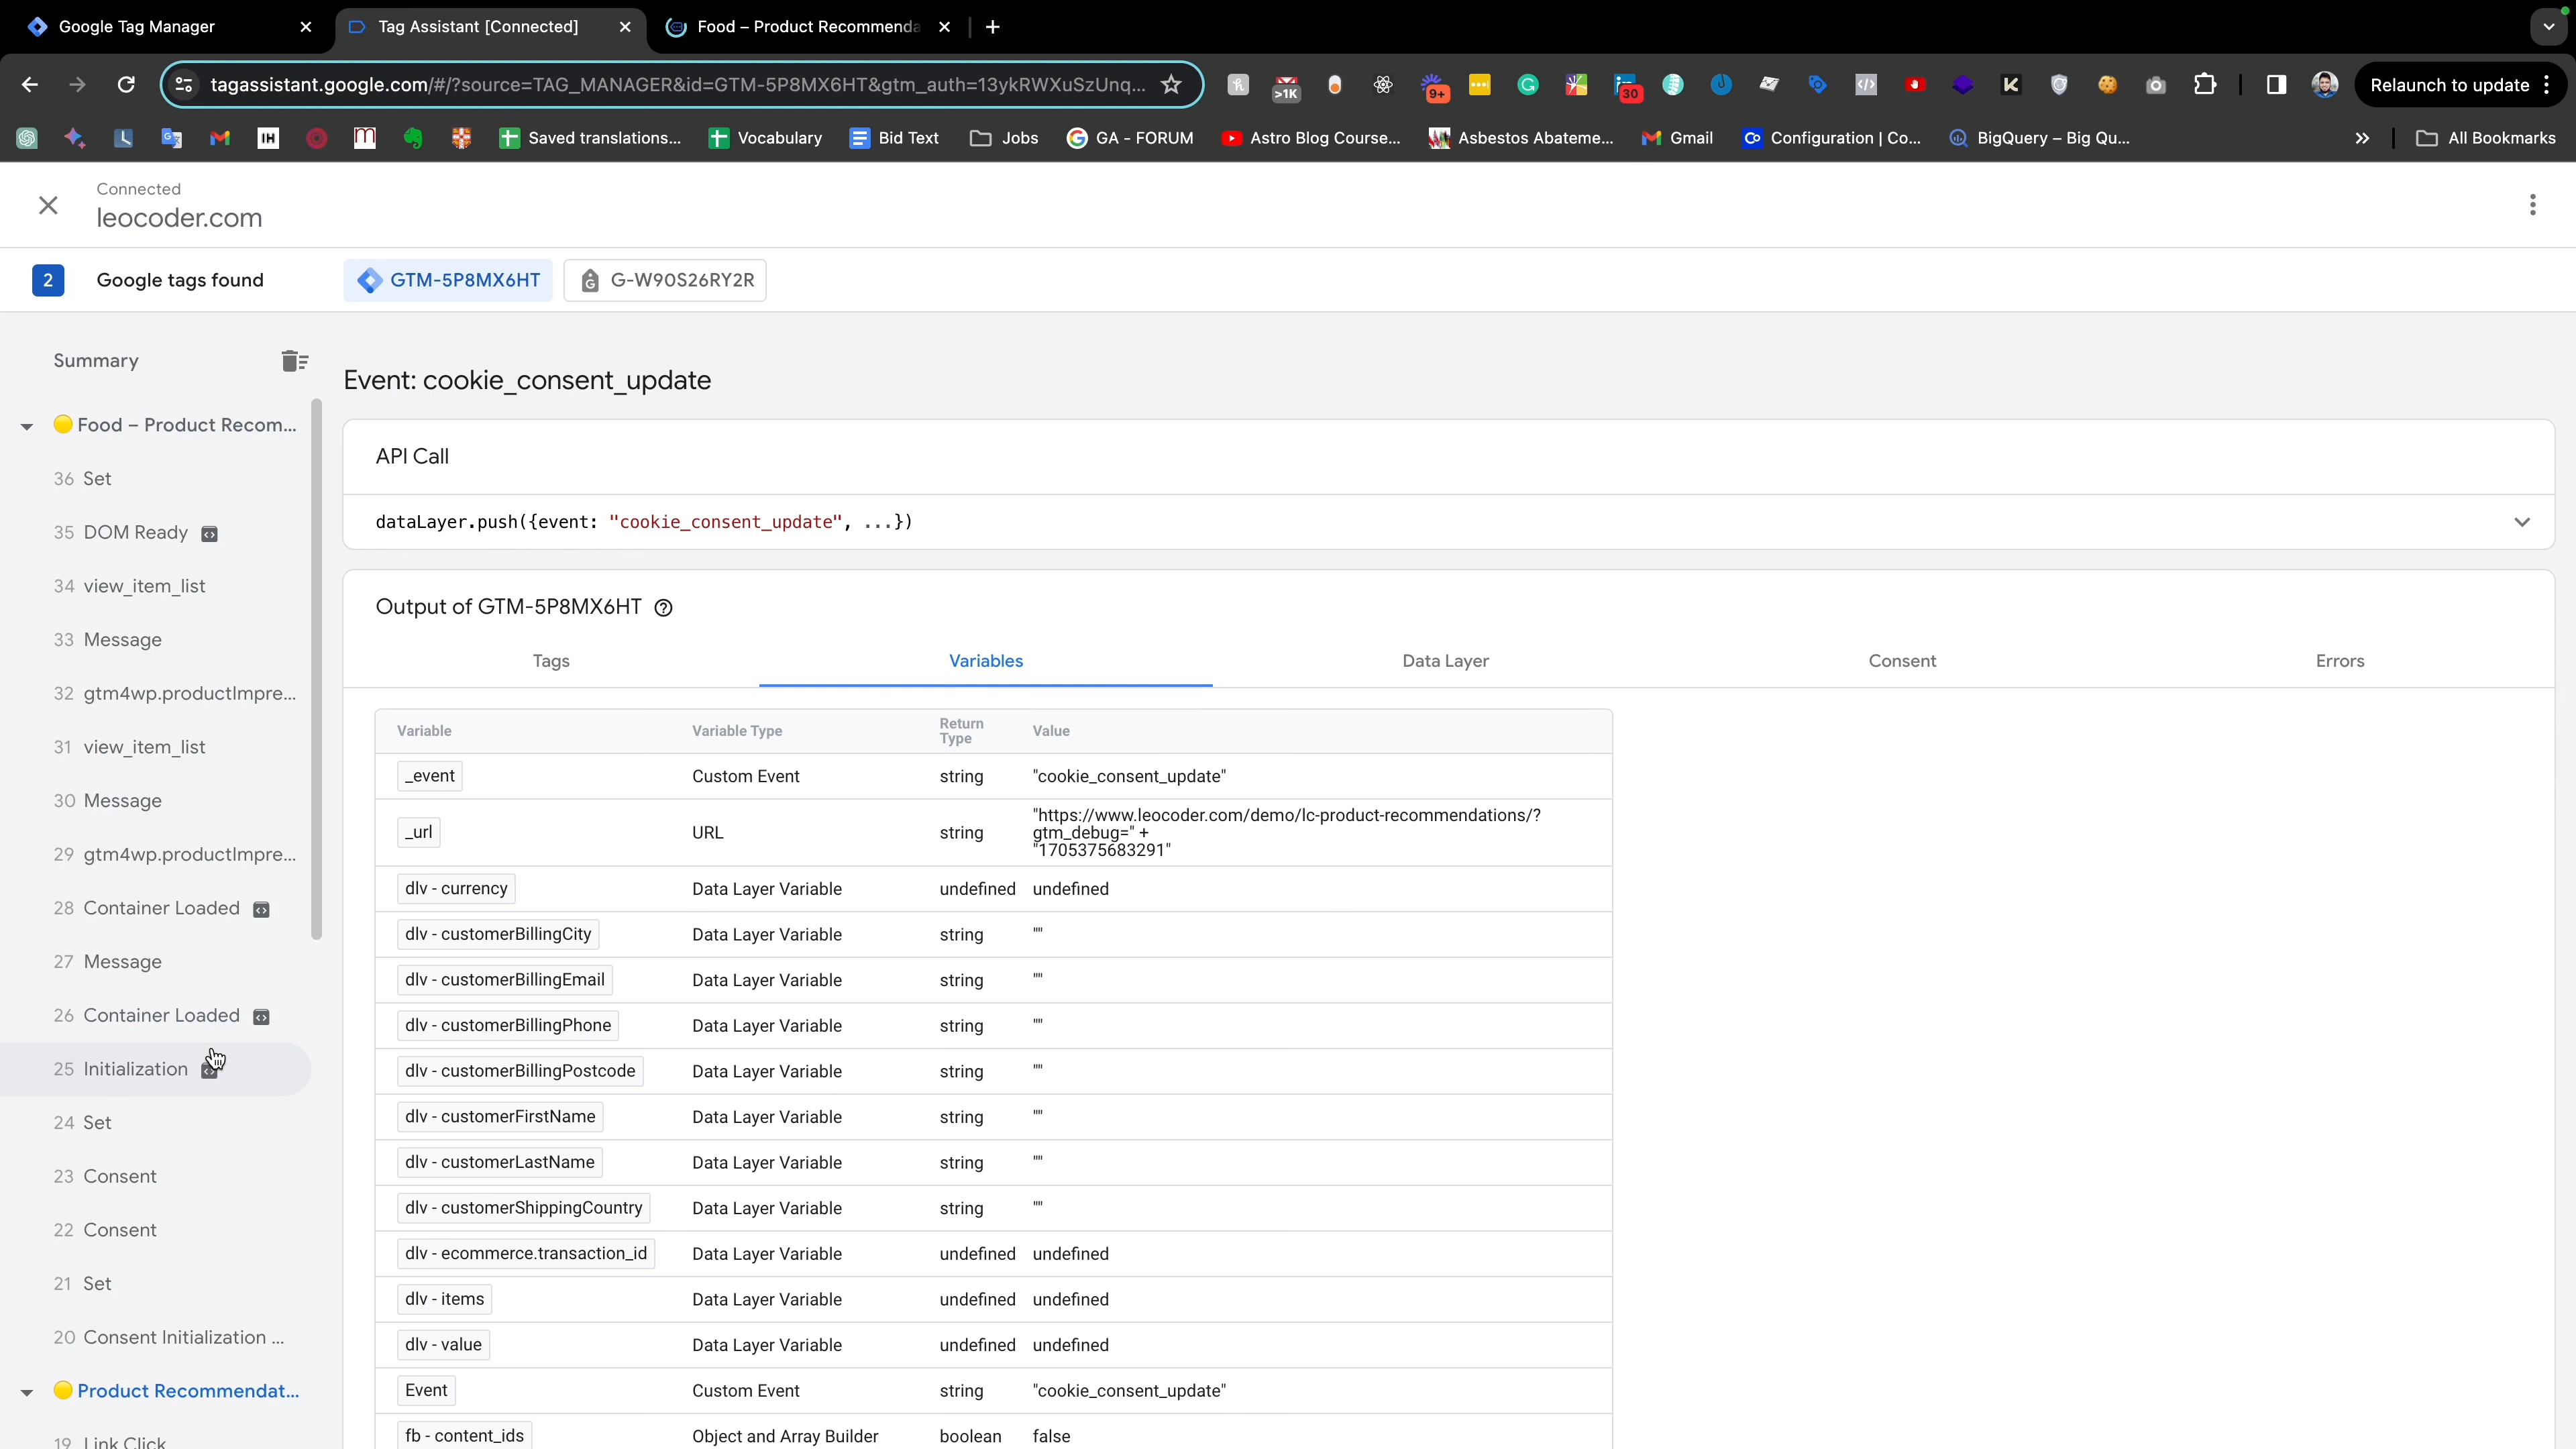 Google Tag Manager
Tag Assistant [Connected]
Food – Product Recommenda
tagassistant.google.com/#/?source=TAG_MANAGER&id=GTM-5P8MX6HT&gtm_auth=13ykRWXuSzUnq...
>1K
9+
30
Relaunch to update
IH
Saved translations...
Vocabulary
Bid Text
Jobs
GA - FORUM
Astro Blog Course...
Asbestos Abateme...
Gmail
Configuration | Co...
BigQuery – Big Qu...
All Bookmarks
Connected
leocoder.com
2
Google tags found
GTM-5P8MX6HT
G-W90S26RY2R
Summary
Food – Product Recom...
36 Set
35 DOM Ready
34 view_item_list
33 Message
32 gtm4wp.productImpre...
31 view_item_list
30 Message
29 gtm4wp.productImpre...
28 Container Loaded
27 Message
26 Container Loaded
25 Initialization
24 Set
23 Consent
22 Consent
21 Set
20 Consent Initialization ...
Product Recommendat...
19 Link Click
Event: cookie_consent_update
API Call
dataLayer.push({event: "cookie_consent_update", ...})
Output of GTM-5P8MX6HT
Tags
Variables
Data Layer
Consent
Errors
Variable Variable Type Return Type Value
_event Custom Event string "cookie_consent_update"
_url URL string "https://www.leocoder.com/demo/lc-product-recommendations/?
gtm_debug=" +
"1705375683291"
dlv - currency Data Layer Variable undefined undefined
dlv - customerBillingCity Data Layer Variable string ""
dlv - customerBillingEmail Data Layer Variable string ""
dlv - customerBillingPhone Data Layer Variable string ""
dlv - customerBillingPostcode Data Layer Variable string ""
dlv - customerFirstName Data Layer Variable string ""
dlv - customerLastName Data Layer Variable string ""
dlv - customerShippingCountry Data Layer Variable string ""
dlv - ecommerce.transaction_id Data Layer Variable undefined undefined
dlv - items Data Layer Variable undefined undefined
dlv - value Data Layer Variable undefined undefined
Event Custom Event string "cookie_consent_update"
fb - content_ids Object and Array Builder boolean false